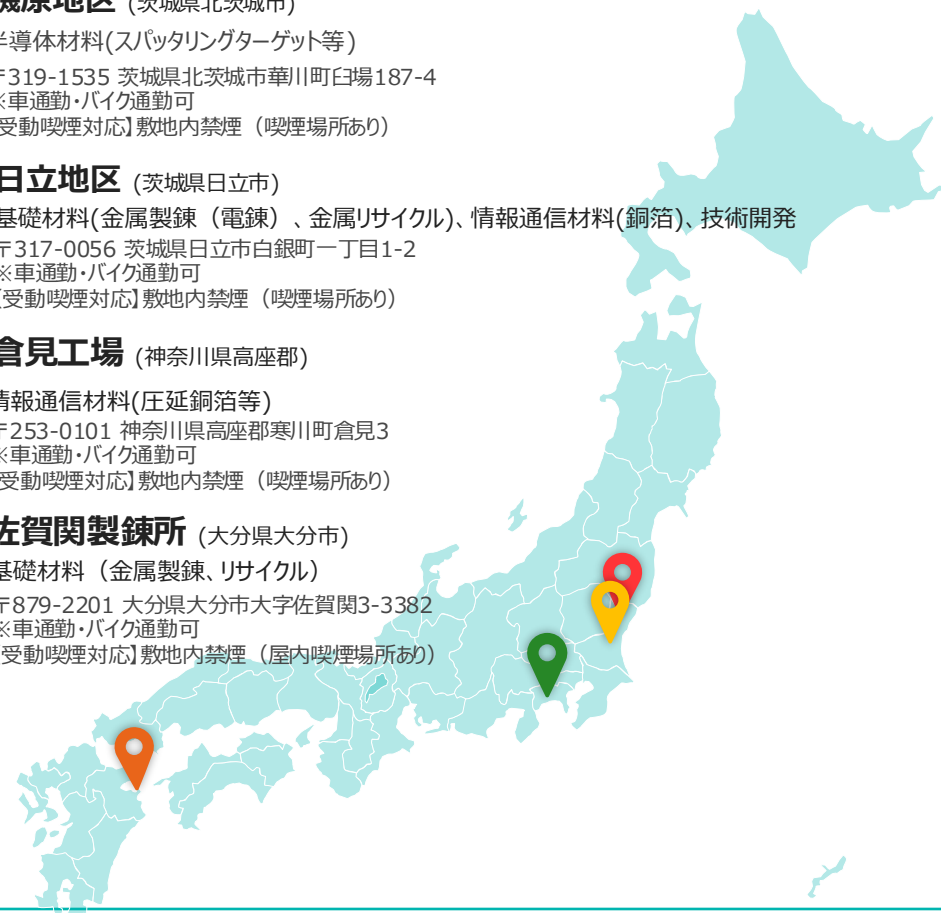 磯原地区 (茨城県北茨城市)
半導体材料(スパッタリングターゲット等)
〒319-1535 茨城県北茨城市華川町臼場187-4
※車通勤・バイク通勤可
【受動喫煙対応】敷地内禁煙（喫煙場所あり）
日立地区 (茨城県日立市)
基礎材料(金属製錬（電錬）、金属リサイクル)、情報通信材料(銅箔)、技術開発
〒317-0056 茨城県日立市白銀町一丁目1-2
※車通勤・バイク通勤可
【受動喫煙対応】敷地内禁煙（喫煙場所あり）
倉見工場 (神奈川県高座郡)
情報通信材料(圧延銅箔等)
〒253-0101 神奈川県高座郡寒川町倉見3
※車通勤・バイク通勤可
【受動喫煙対応】敷地内禁煙（喫煙場所あり）
佐賀関製錬所 (大分県大分市)
基礎材料（金属製錬、リサイクル）
〒879-2201 大分県大分市大字佐賀関3-3382
※車通勤・バイク通勤可
【受動喫煙対応】敷地内禁煙（屋内喫煙場所あり）